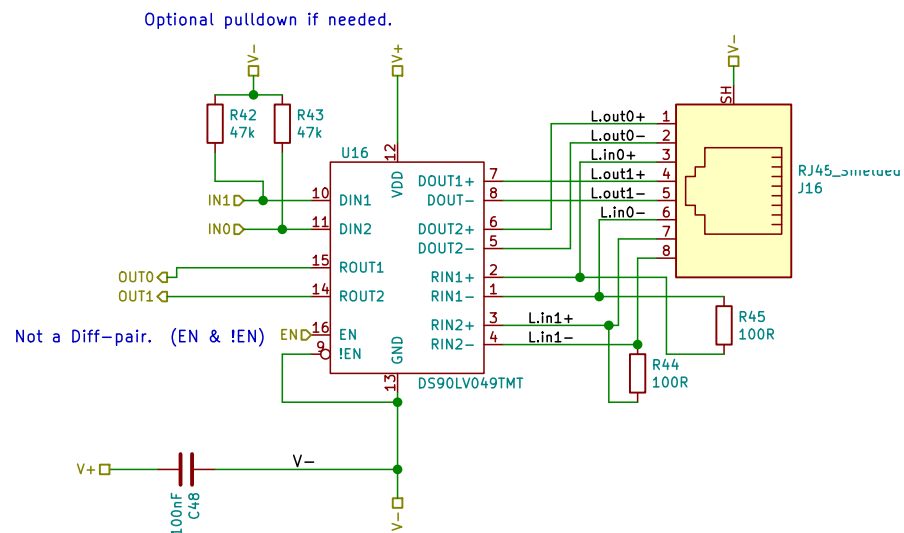 Optional pulldown if needed.
V-
V+
V-
R42
47k
R43
47k
SH
U16
12
VDD
L.out0+
1
L.out0-
2
L.in0+
3
L.out1+
4
L.out1-
5
L.in0-
6
7
8
RJ45_Shielded
J16
IN1
10
DIN1
IN0
11
DIN2
OUT0
15
ROUT1
OUT1
14
ROUT2
DOUT1+
7
DOUT-
8
DOUT2+
6
DOUT2-
5
RIN1+
2
RIN1-
1
RIN2+
3
L.in1+
RIN2-
4
L.in1-
Not a Diff-pair. (EN & !EN)
EN
16
EN
9
!EN
GND
13
DS90LV049TMT
R45
100R
R44
100R
V+
100nF
C48
V-
V-